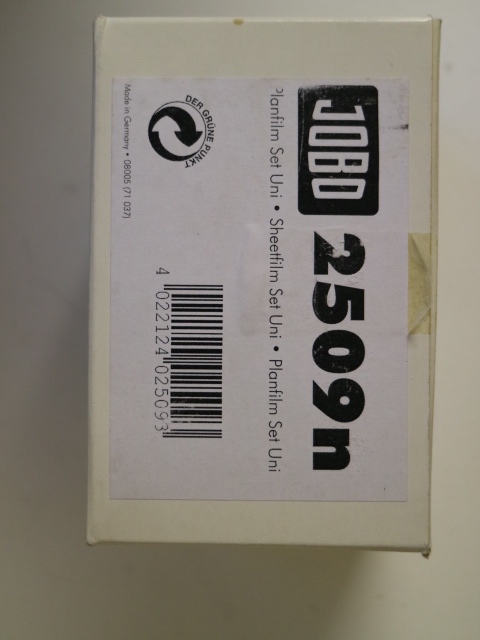 JOBO 2509n
Planfilm Set Uni • Sheetfilm Set Uni • Planfilm Set Uni
DER GRÜNE PUNKT
4 022124 025093
Made in Germany • 08005 (71 037)